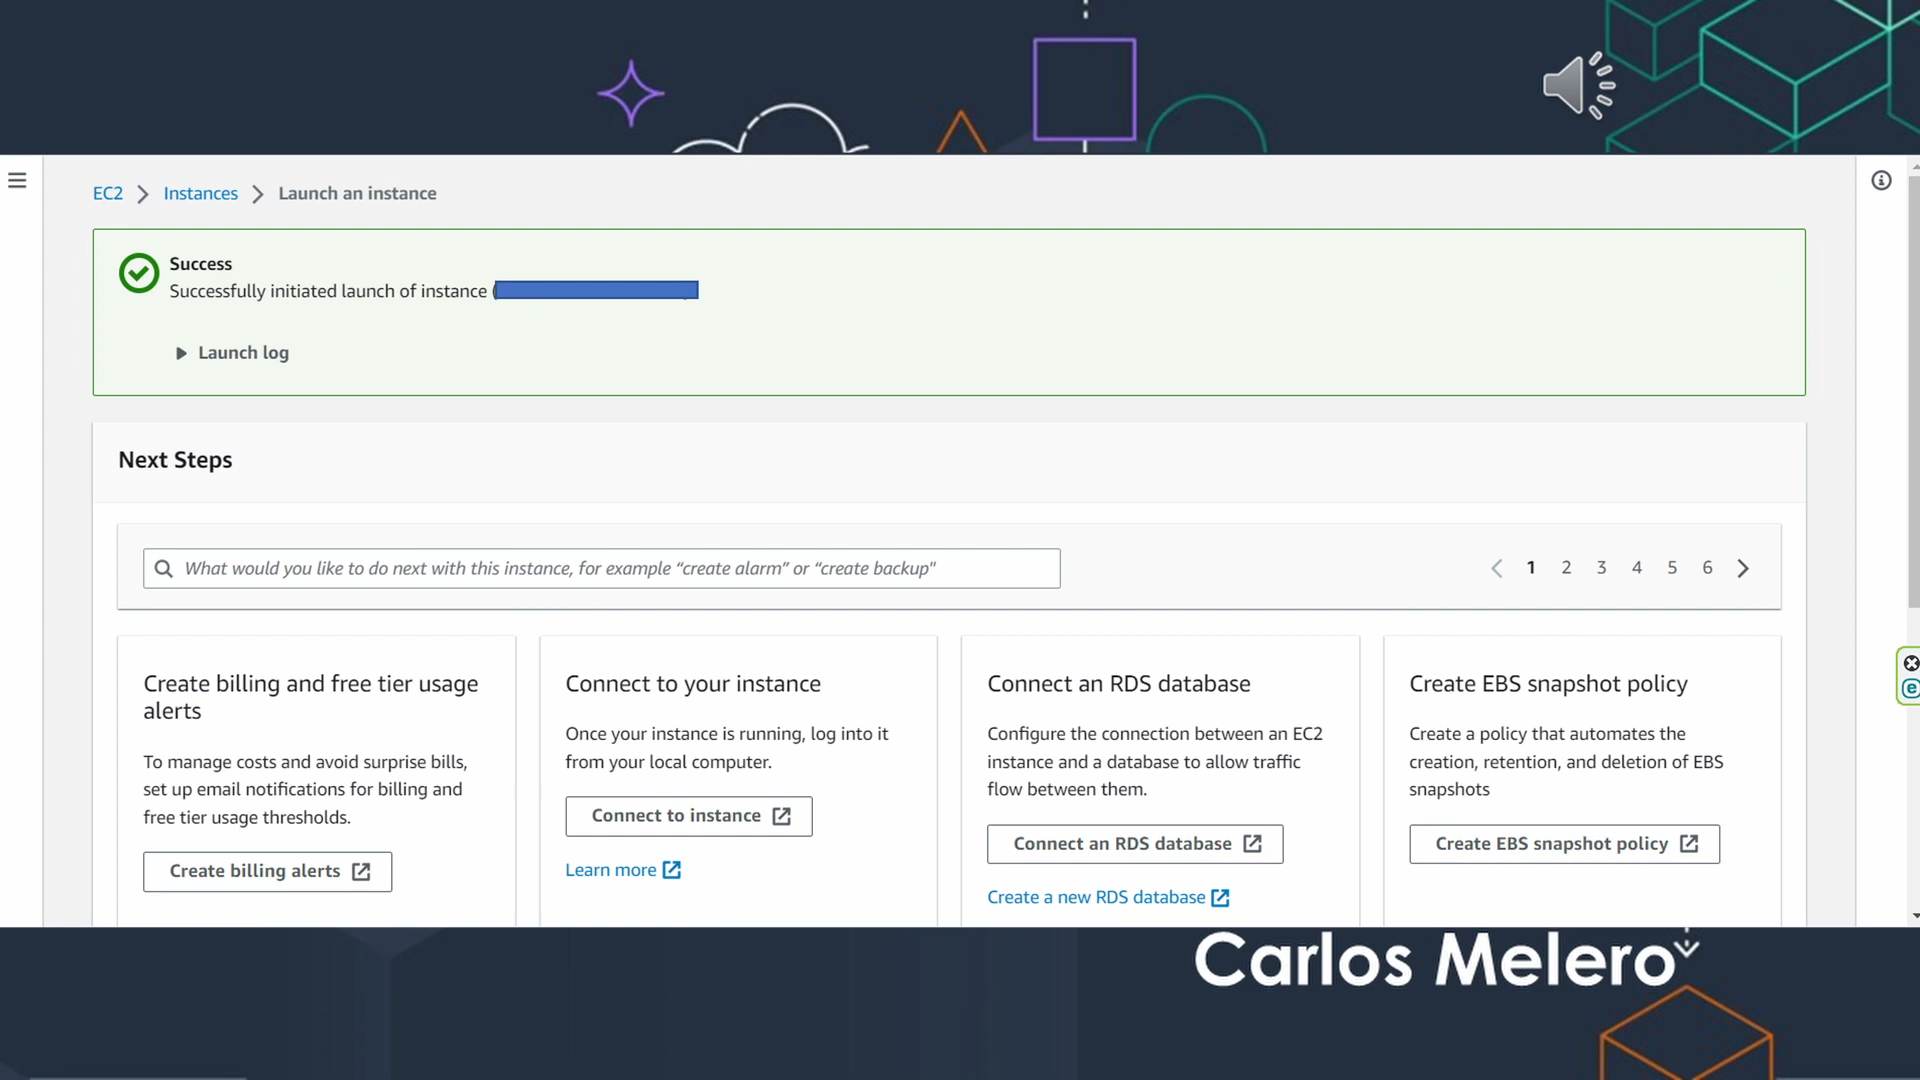 EC2 Instances Launch an instance
Success
Successfully initiated launch of instance (
Launch log
Next Steps
What would you like to do next with this instance, for example “create alarm” or “create backup"
1 2 3 4 5 6
Create billing and free tier usage
alerts
To manage costs and avoid surprise bills,
set up email notifications for billing and
free tier usage thresholds.
Create billing alerts
Connect to your instance
Once your instance is running, log into it
from your local computer.
Connect to instance
Learn more
Connect an RDS database
Configure the connection between an EC2
instance and a database to allow traffic
flow between them.
Connect an RDS database
Create a new RDS database
Create EBS snapshot policy
Create a policy that automates the
creation, retention, and deletion of EBS
snapshots
Create EBS snapshot policy
Carlos Melero